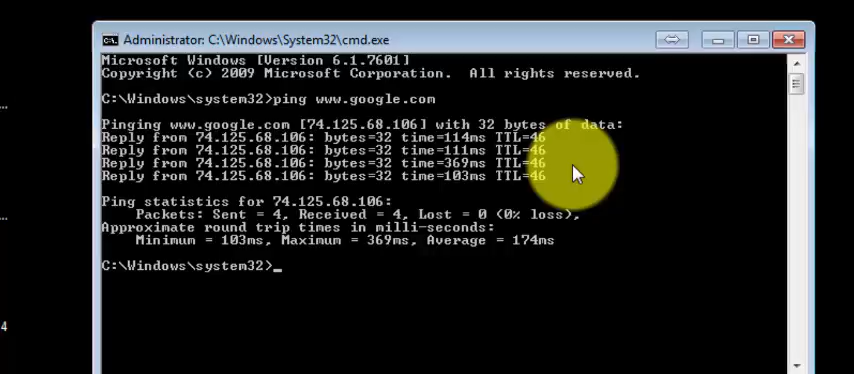 Administrator: C:\Windows\System32\cmd.exe
Microsoft Windows [Version 6.1.7601]
Copyright (c) 2009 Microsoft Corporation.  All rights reserved.
C:\Windows\system32>ping www.google.com
Pinging www.google.com [74.125.68.106] with 32 bytes of data:
Reply from 74.125.68.106: bytes=32 time=114ms TTL=46
Reply from 74.125.68.106: bytes=32 time=111ms TTL=46
Reply from 74.125.68.106: bytes=32 time=369ms TTL=46
Reply from 74.125.68.106: bytes=32 time=103ms TTL=46
Ping statistics for 74.125.68.106:
Packets: Sent = 4, Received = 4, Lost = 0 (0% loss),
Approximate round trip times in milli-seconds:
Minimum = 103ms, Maximum = 369ms, Average = 174ms
C:\Windows\system32>_
...
...
4